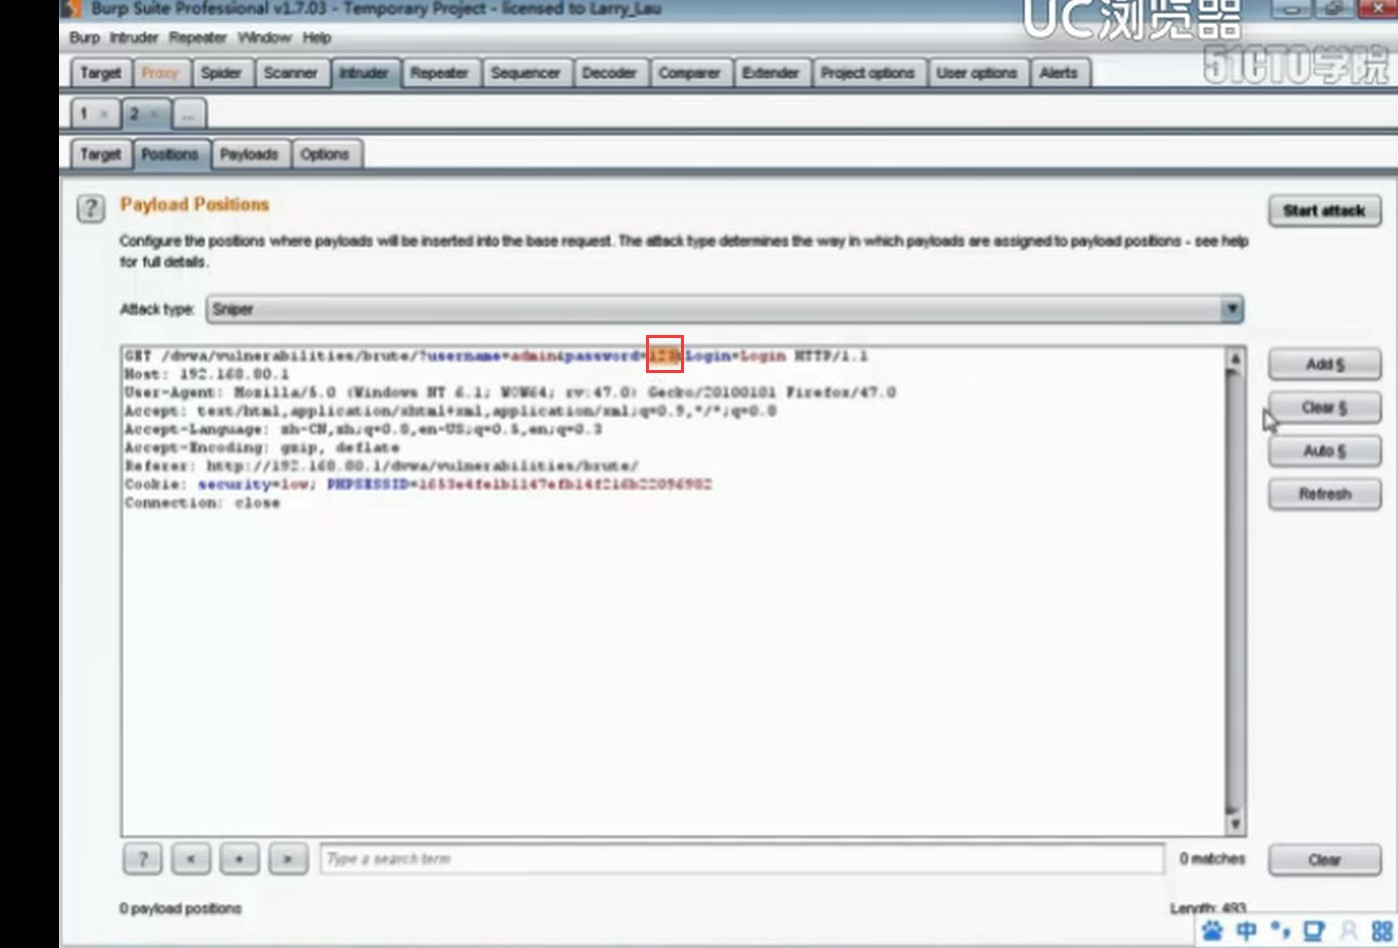 Burp Suite Professional v1.7.03 - Temporary Project - licensed to Larry_Lau
UC浏览器
51CTO学院
Burp Intruder Repeater Window Help
Target Proxy Spider Scanner Intruder Repeater Sequencer Decoder Comparer Extender Project options User options Alerts
1 × 2 × ...
Target Positions Payloads Options
? Payload Positions
Start attack
Configure the positions where payloads will be inserted into the base request. The attack type determines the way in which payloads are assigned to payload positions - see help
for full details.
Attack type: Sniper
GET /dvwa/vulnerabilities/brute/?username=admin&password=123&Login=Login HTTP/1.1
Host: 192.168.80.1
User-Agent: Mozilla/5.0 (Windows NT 6.1; WOW64; rv:47.0) Gecko/20100101 Firefox/47.0
Accept: text/html,application/xhtml+xml,application/xml;q=0.9,*/*;q=0.8
Accept-Language: zh-CN,zh;q=0.8,en-US;q=0.5,en;q=0.3
Accept-Encoding: gzip, deflate
Referer: http://192.168.80.1/dvwa/vulnerabilities/brute/
Cookie: security=low; PHPSESSID=
Connection: close
Add §
Clear §
Auto §
Refresh
? < + > Type a search term 0 matches Clear
0 payload positions Length: 493
中